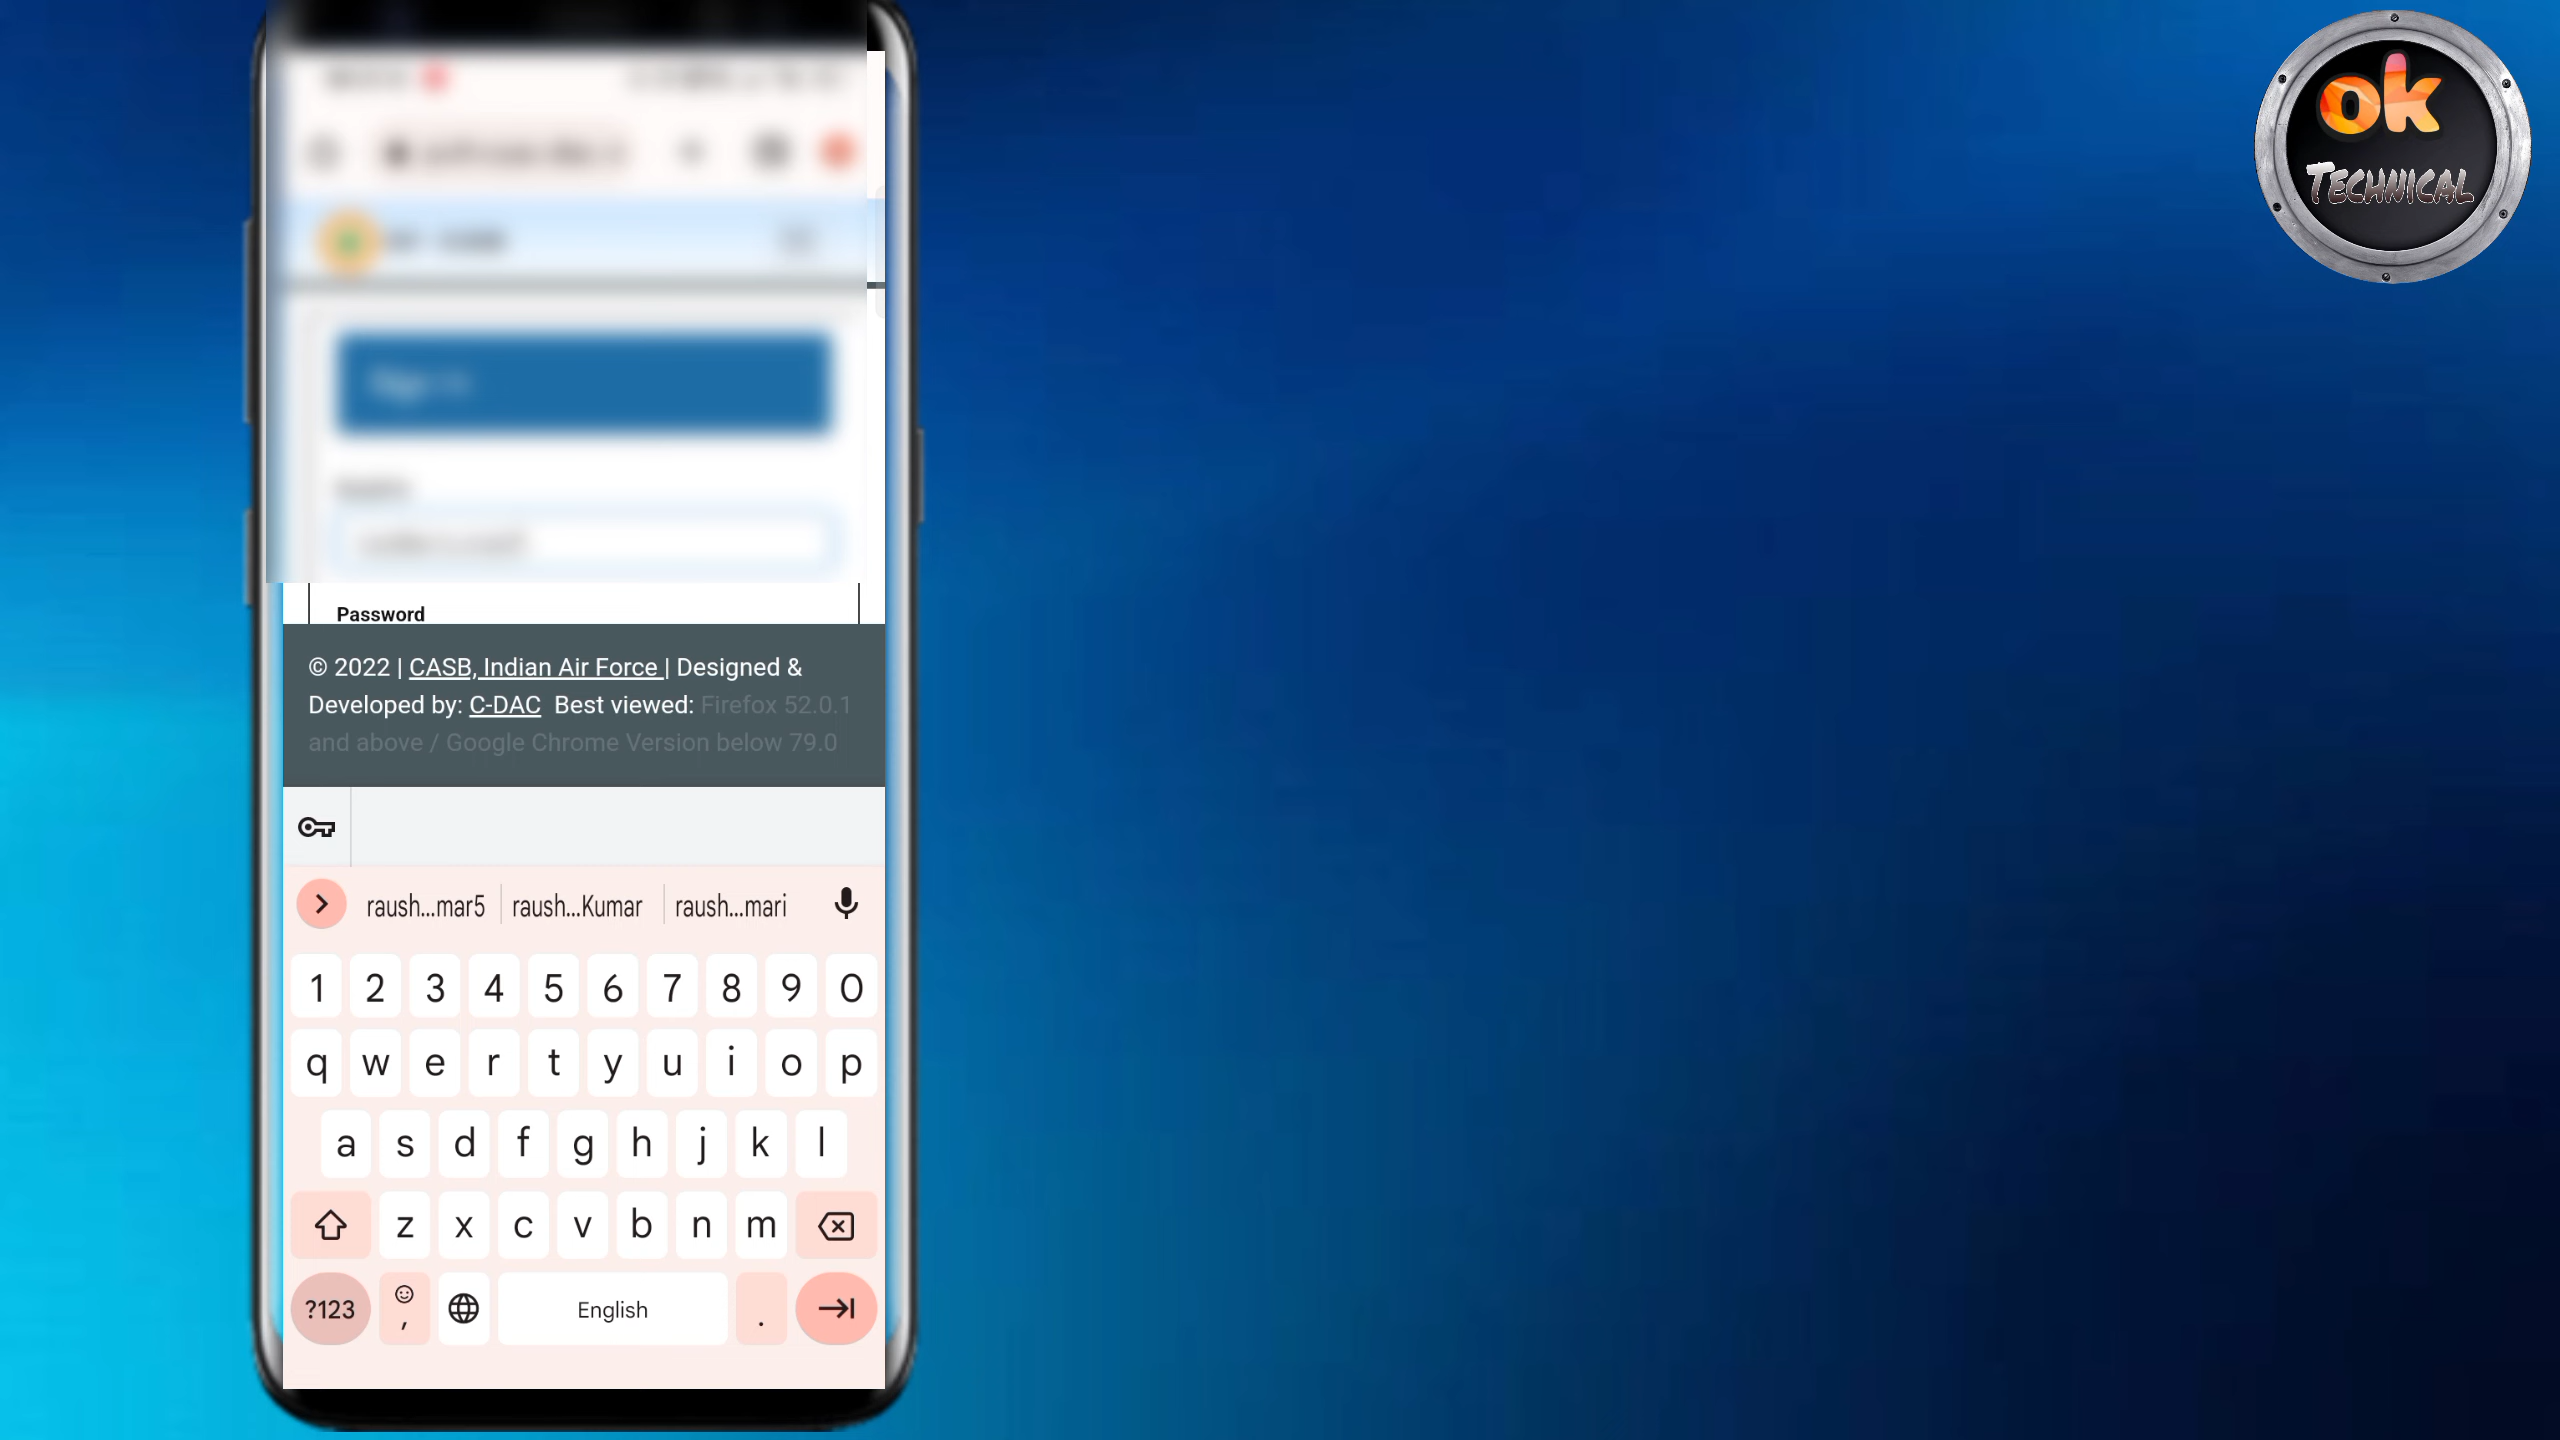 ok
TECHNICAL
Sign In
Password
© 2022 | CASB, Indian Air Force | Designed &
Developed by: C-DAC Best viewed: Firefox 52.0.1
and above / Google Chrome Version below 79.0
raush...mar5 raush...Kumar raush...mari
1 2 3 4 5 6 7 8 9 0
q w e r t y u i o p
a s d f g h j k l
z x c v b n m
?123 , English .